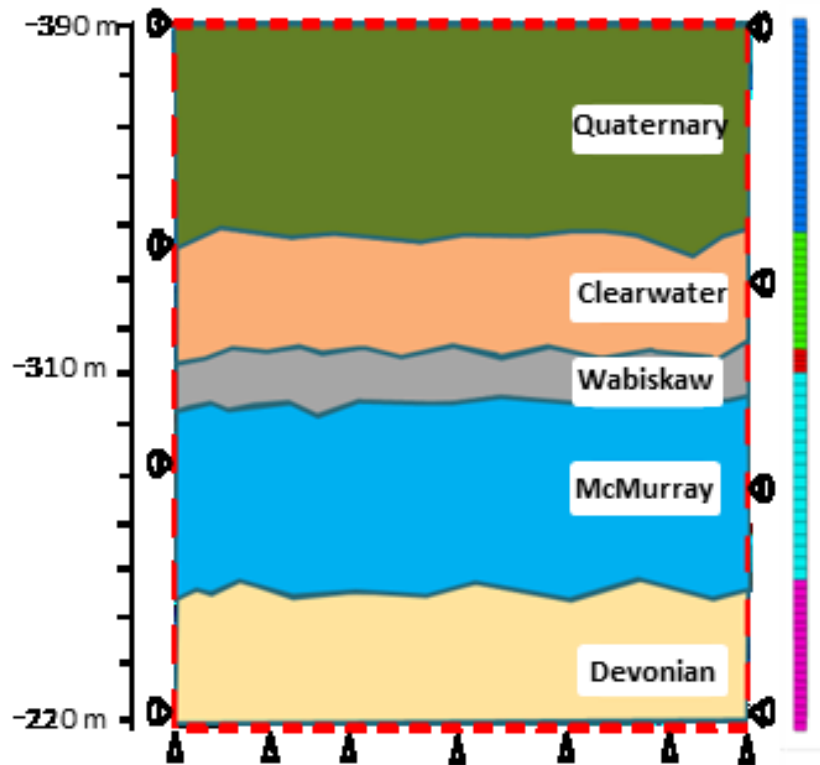 -390 m
Quaternary
Clearwater
-310 m
Wabiskaw
McMurray
Devonian
-220 m